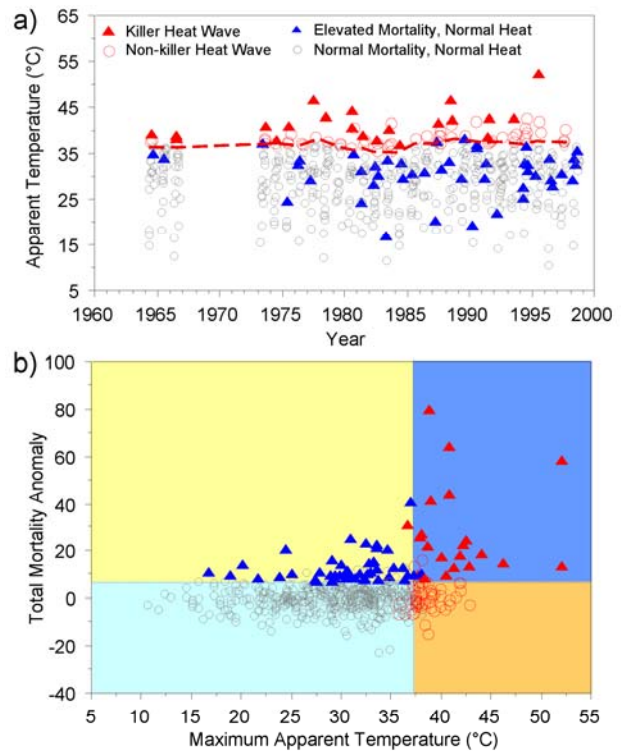 a)
65
55
45
35
25
15
5
Apparent Temperature (°C)
Killer Heat Wave
Non-killer Heat Wave
Elevated Mortality, Normal Heat
Normal Mortality, Normal Heat
1960 1965 1970 1975 1980 1985 1990 1995 2000
Year
b)
100
80
60
40
20
0
-20
-40
Total Mortality Anomaly
5 10 15 20 25 30 35 40 45 50 55
Maximum Apparent Temperature (°C)